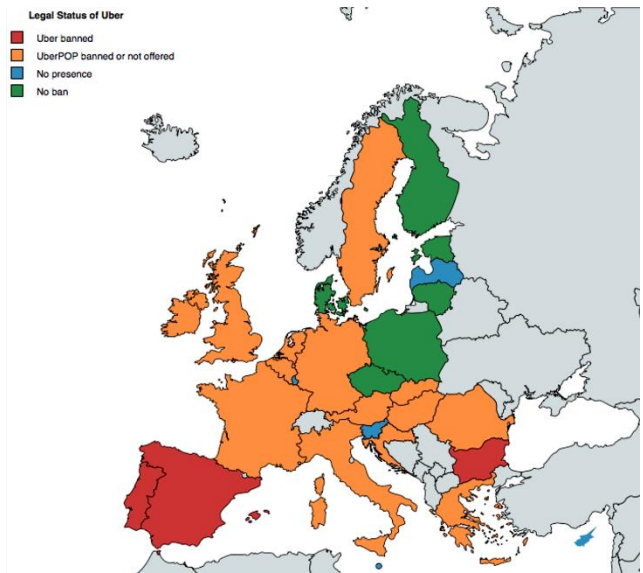 Legal Status of Uber
Uber banned
UberPOP banned or not offered
No presence
No ban